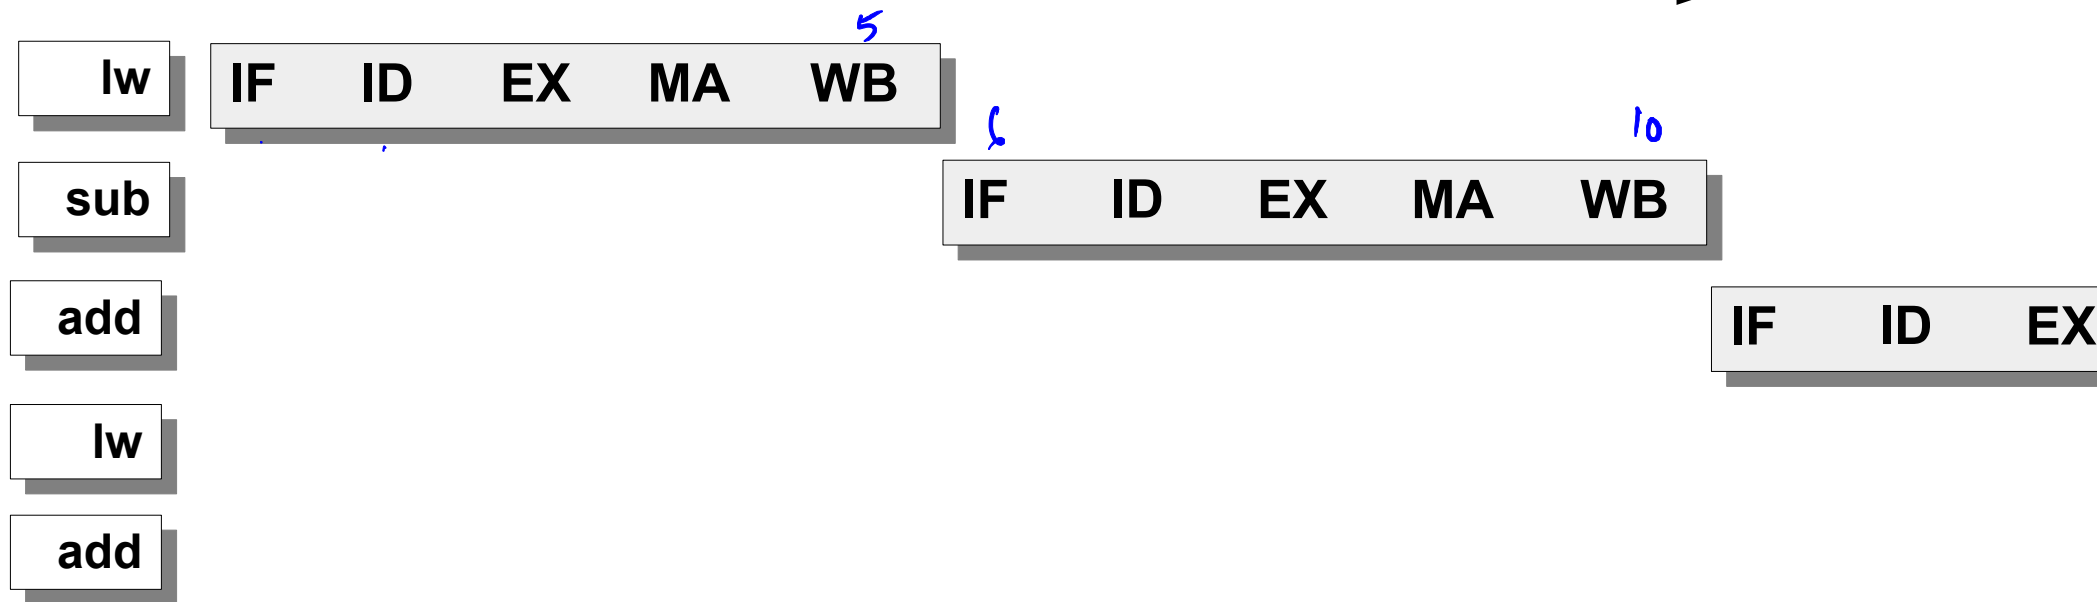 5
lw IF ID EX MA WB
6 10
sub IF ID EX MA WB
add IF ID EX
lw
add